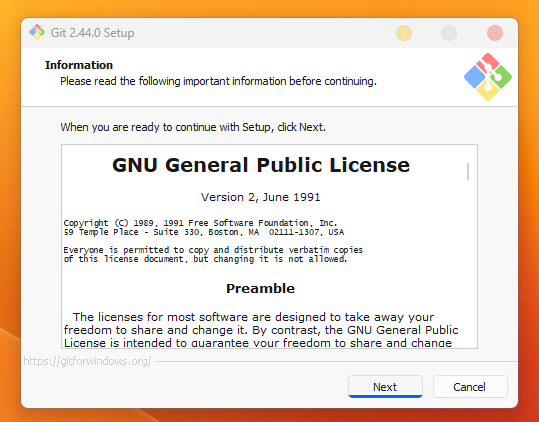 Git 2.44.0 Setup
Information
Please read the following important information before continuing.
When you are ready to continue with Setup, click Next.
GNU General Public License
Version 2, June 1991
Copyright (C) 1989, 1991 Free Software Foundation, Inc.
59 Temple Place - Suite 330, Boston, MA  02111-1307, USA
Everyone is permitted to copy and distribute verbatim copies
of this license document, but changing it is not allowed.
Preamble
The licenses for most software are designed to take away your
freedom to share and change it. By contrast, the GNU General Public
License is intended to guarantee your freedom to share and change
https://gitforwindows.org/
Next
Cancel